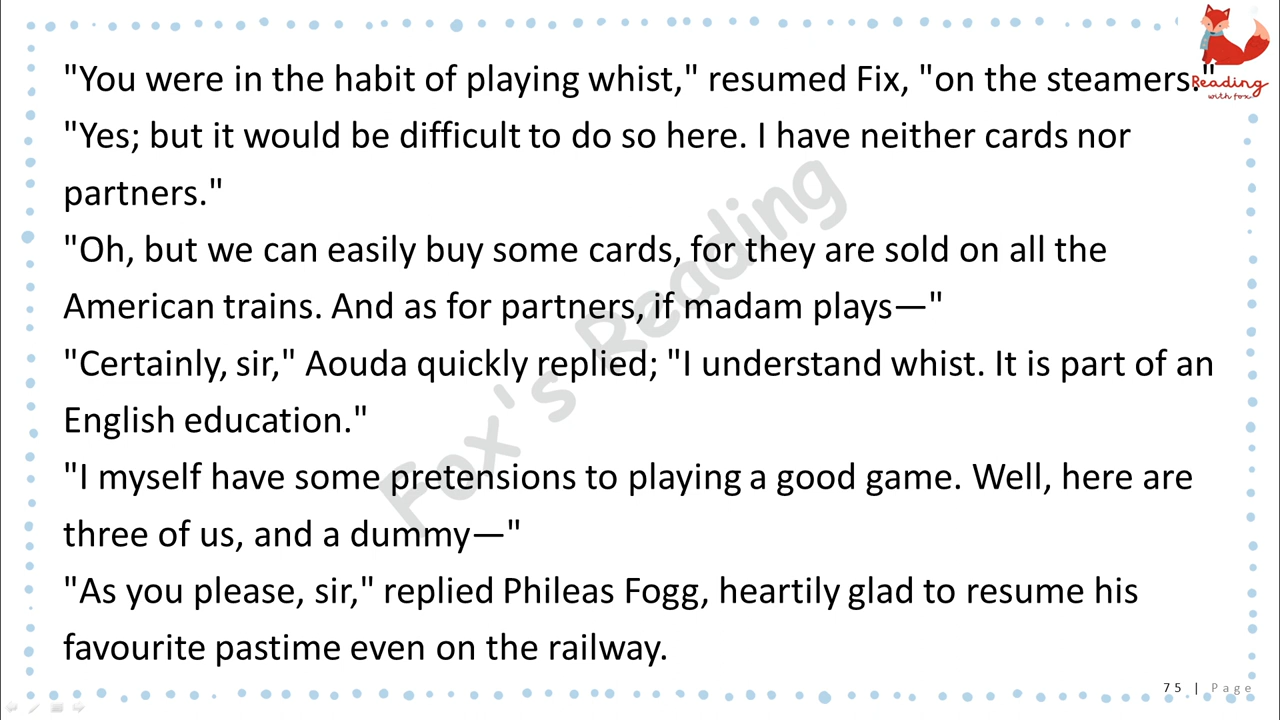 "You were in the habit of playing whist," resumed Fix, "on the steamers."
Reading
with fox
"Yes; but it would be difficult to do so here. I have neither cards nor
partners."
"Oh, but we can easily buy some cards, for they are sold on all the
American trains. And as for partners, if madam plays—"
"Certainly, sir," Aouda quickly replied; "I understand whist. It is part of an
English education."
"I myself have some pretensions to playing a good game. Well, here are
three of us, and a dummy—"
"As you please, sir," replied Phileas Fogg, heartily glad to resume his
favourite pastime even on the railway.
Fox's Reading
75 | Page